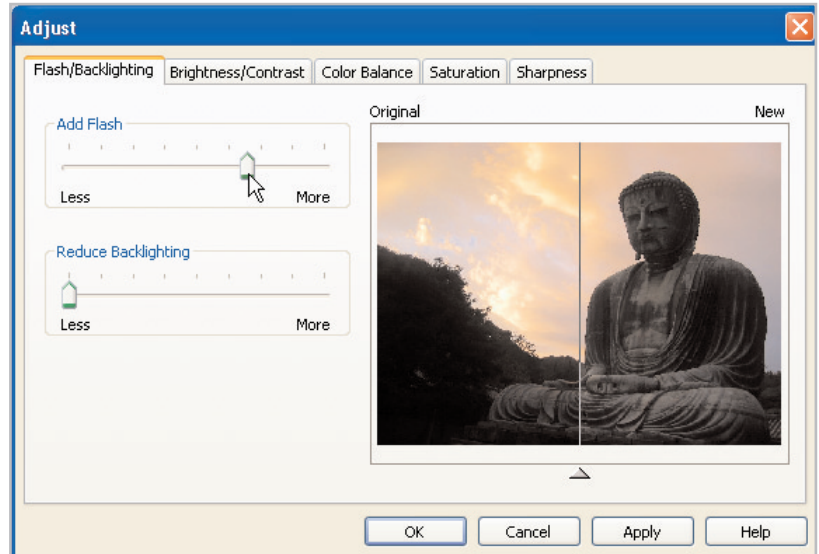 Adjust
Flash/Backlighting Brightness/Contrast Color Balance Saturation Sharpness
Add Flash
Less More
Reduce Backlighting
Less More
Original New
OK Cancel Apply Help